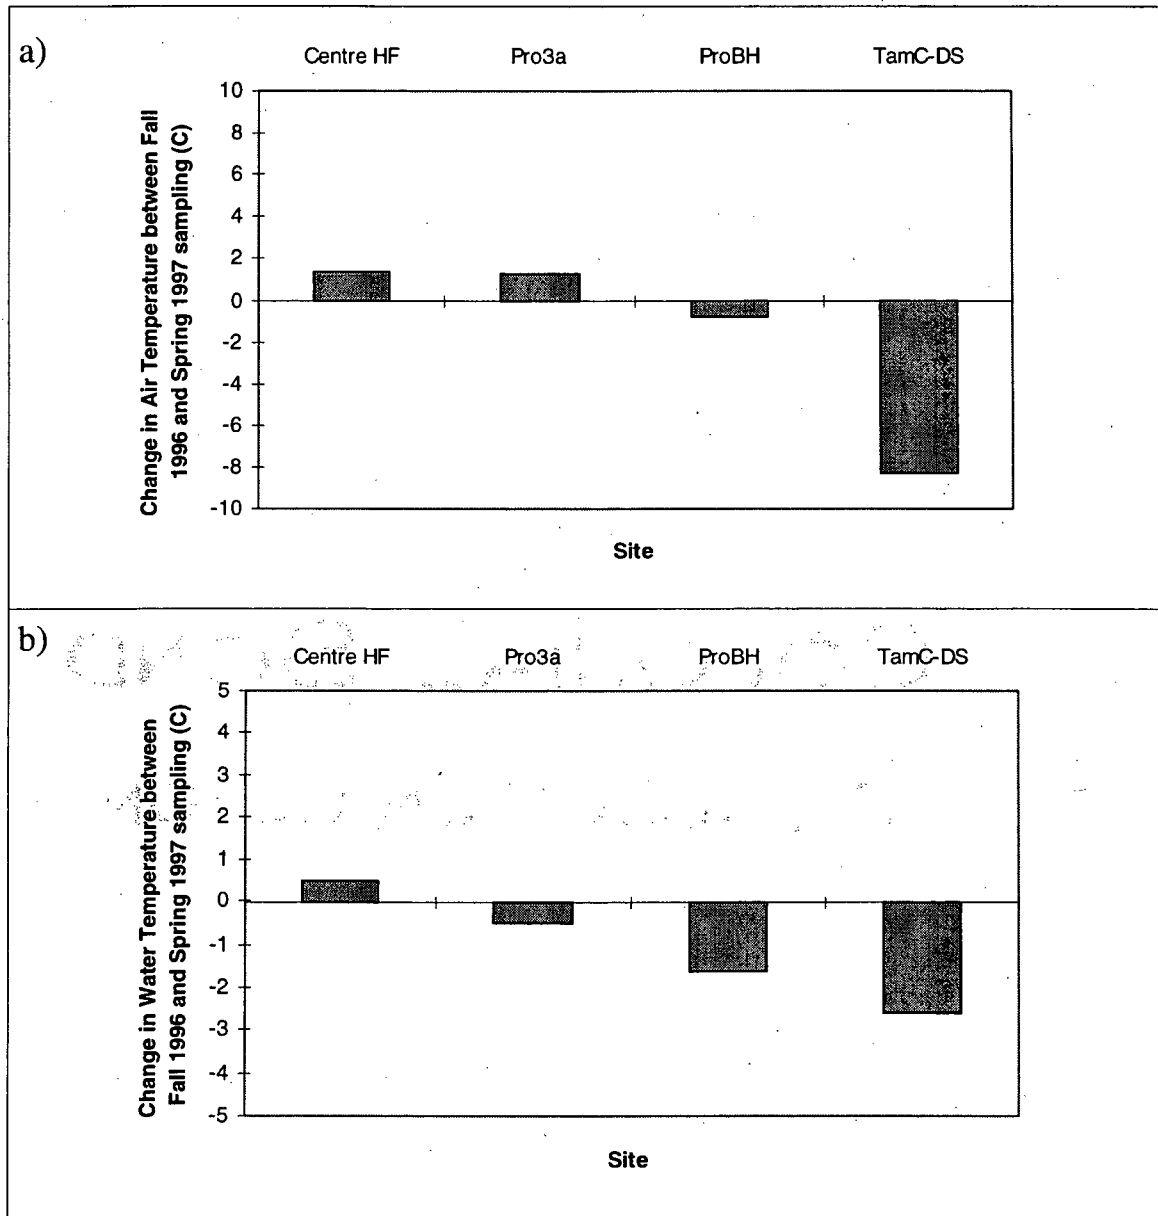 a)
Centre HF Pro3a ProBH TamC-DS
Change in Air Temperature between Fall
1996 and Spring 1997 sampling (C)
10
8
6
4
2
0
-2
-4
-6
-8
-10
Site
b)
Centre HF Pro3a ProBH TamC-DS
Change in Water Temperature between
Fall 1996 and Spring 1997 sampling (C)
5
4
3
2
1
0
-1
-2
-3
-4
-5
Site